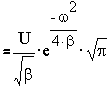 = U/√β · e^(-ω²/(4·β)) · √π